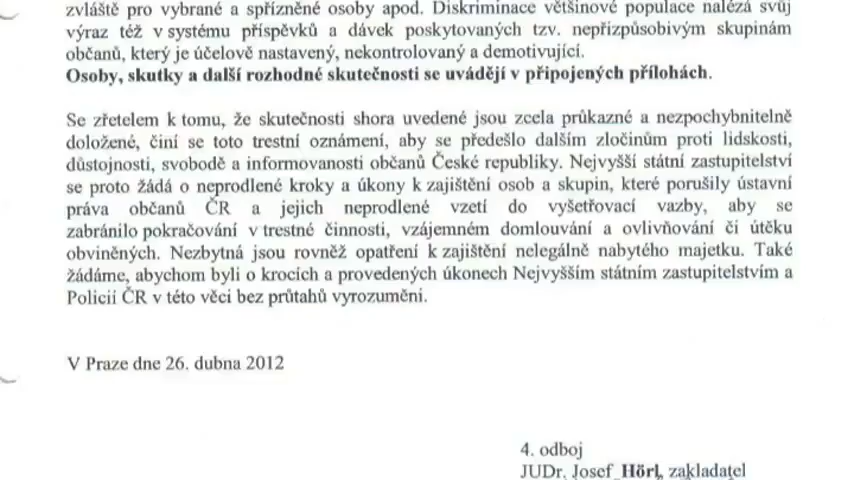 zvláště pro vybrané a spřízněné osoby apod. Diskriminace většinové populace nalézá svůj
výraz též v systému příspěvků a dávek poskytovaných tzv. nepřizpůsobivým skupinám
občanů, který je účelově nastavený, nekontrolovaný a demotivující.
Osoby, skutky a další rozhodné skutečnosti se uvádějí v připojených přílohách.
Se zřetelem k tomu, že skutečnosti shora uvedené jsou zcela průkazné a nezpochybnitelně
doložené, činí se toto trestní oznámení, aby se předešlo dalším zločinům proti lidskosti,
důstojnosti, svobodě a informovanosti občanů České republiky. Nejvyšší státní zastupitelství
se proto žádá o neprodlené kroky a úkony k zajištění osob a skupin, které porušily ústavní
práva občanů ČR a jejich neprodlené vzetí do vyšetřovací vazby, aby se
zabránilo pokračování v trestné činnosti, vzájemném domlouvání a ovlivňování či útěku
obviněných. Nezbytná jsou rovněž opatření k zajištění nelegálně nabytého majetku. Také
žádáme, abychom byli o krocích a provedených úkonech Nejvyšším státním zastupitelstvím a
Policií ČR v této věci bez průtahů vyrozumění.
V Praze dne 26. dubna 2012
4. odboj
JUDr. Josef Hörl, zakladatel